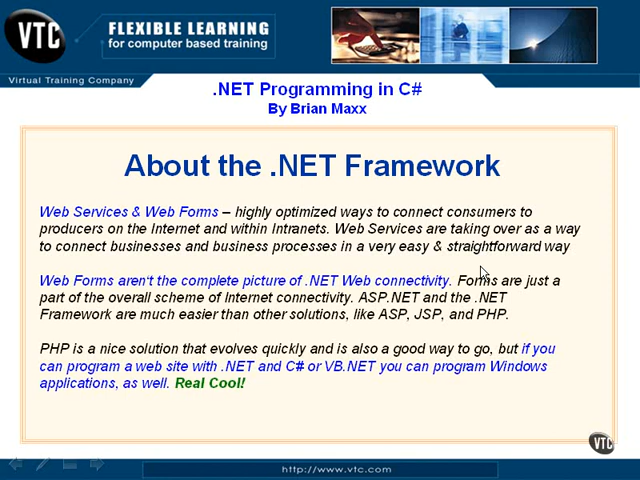 VTC
FLEXIBLE LEARNING
for computer based training
Virtual Training Company
.NET Programming in C#
By Brian Maxx
About the .NET Framework
Web Services & Web Forms – highly optimized ways to connect consumers to
producers on the Internet and within Intranets. Web Services are taking over as a way
to connect businesses and business processes in a very easy & straightforward way
Web Forms aren't the complete picture of .NET Web connectivity. Forms are just a
part of the overall scheme of Internet connectivity. ASP.NET and the .NET
Framework are much easier than other solutions, like ASP, JSP, and PHP.
PHP is a nice solution that evolves quickly and is also a good way to go, but if you
can program a web site with .NET and C# or VB.NET you can program Windows
applications, as well. Real Cool!
VTC
http://www.vtc.com